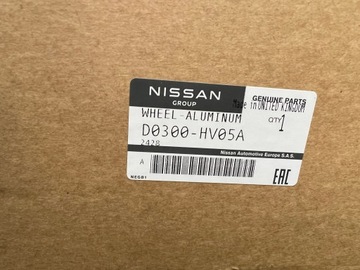 NISSAN
GROUP
GENUINE PARTS
Made in UNITED KINGDOM
WHEEL-ALUMINUM
QTY 1
D0300-HV05A
2428
Nissan Automotive Europe S.A.S.
A
EAC
NEG01